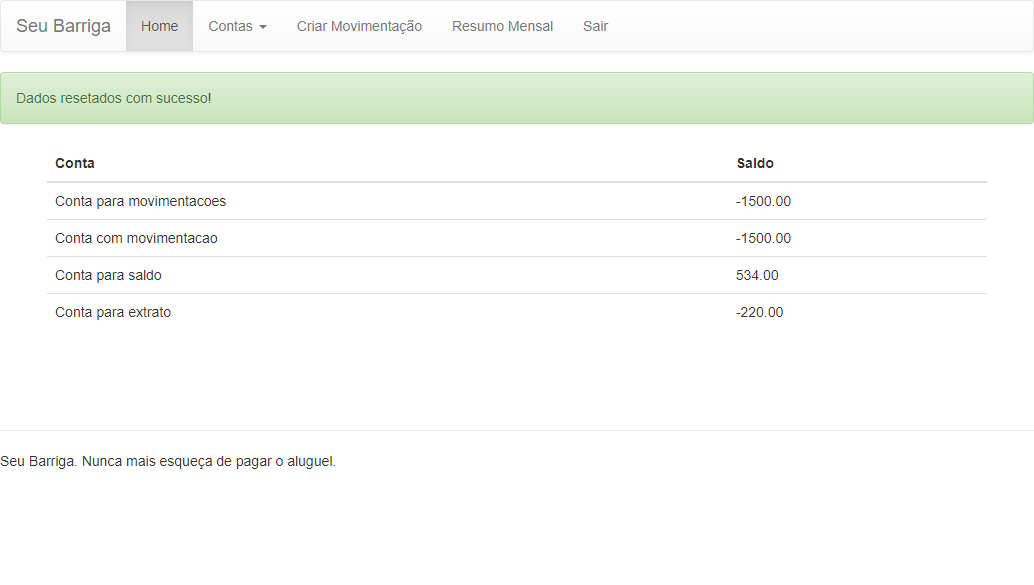 Seu Barriga Home Contas Criar Movimentação Resumo Mensal Sair
Dados resetados com sucesso!
Conta Saldo
Conta para movimentacoes -1500.00
Conta com movimentacao -1500.00
Conta para saldo 534.00
Conta para extrato -220.00
Seu Barriga. Nunca mais esqueça de pagar o aluguel.